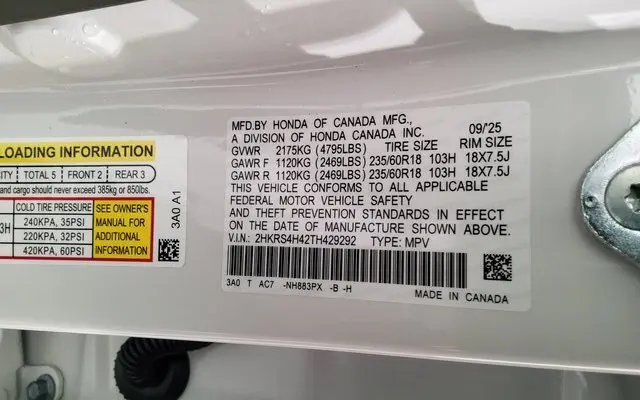 LOADING INFORMATION
CITY TOTAL 5 FRONT 2 REAR 3
and cargo should never exceed 385kg or 850lbs.
COLD TIRE PRESSURE
3H 240KPA, 35PSI
220KPA, 32PSI
420KPA, 60PSI
SEE OWNER'S
MANUAL FOR
ADDITIONAL
INFORMATION
3A0 A1
MFD.BY HONDA OF CANADA MFG., 09/'25
A DIVISION OF HONDA CANADA INC.
GVWR 2175KG (4795LBS) TIRE SIZE RIM SIZE
GAWR F 1120KG (2469LBS) 235/60R18 103H 18X7.5J
GAWR R 1120KG (2469LBS) 235/60R18 103H 18X7.5J
THIS VEHICLE CONFORMS TO ALL APPLICABLE
FEDERAL MOTOR VEHICLE SAFETY
AND THEFT PREVENTION STANDARDS IN EFFECT
ON THE DATE OF MANUFACTURE SHOWN ABOVE.
V.I.N.: 2HKRS4H42TH429292 TYPE: MPV
3A0 T AC7 -NH883PX -B -H
MADE IN CANADA